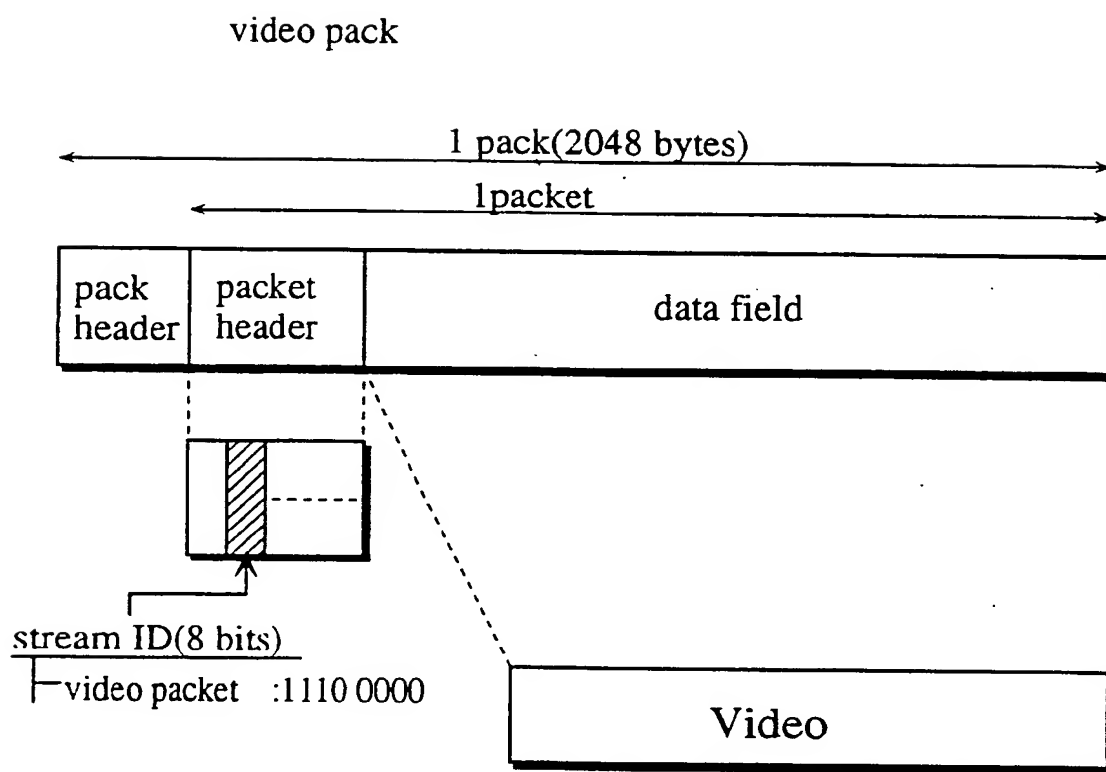 video pack
1 pack(2048 bytes)
1packet
pack
header
packet
header
data field
stream ID(8 bits)
video packet :1110 0000
Video